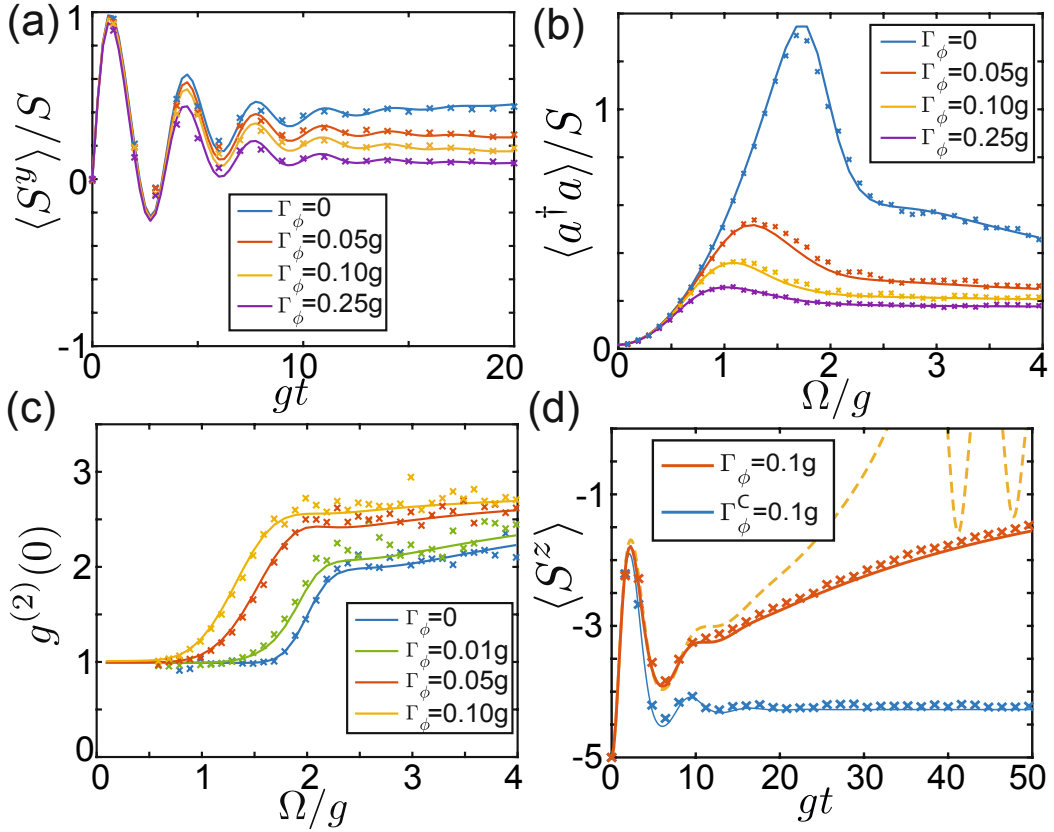 (a)
⟨S^y⟩/S
1
0
-1
0
10
20
gt
Γ_ϕ=0
Γ_ϕ=0.05g
Γ_ϕ=0.10g
Γ_ϕ=0.25g
(b)
⟨a†a⟩/S
1
0
0
1
2
3
4
Ω/g
Γ_ϕ=0
Γ_ϕ=0.05g
Γ_ϕ=0.10g
Γ_ϕ=0.25g
(c)
g^(2)(0)
3
2
1
0
0
1
2
3
4
Ω/g
Γ_ϕ=0
Γ_ϕ=0.01g
Γ_ϕ=0.05g
Γ_ϕ=0.10g
(d)
⟨S^z⟩
-1
-3
-5
0
10
20
30
40
50
gt
Γ_ϕ=0.1g
Γ_ϕ^C=0.1g